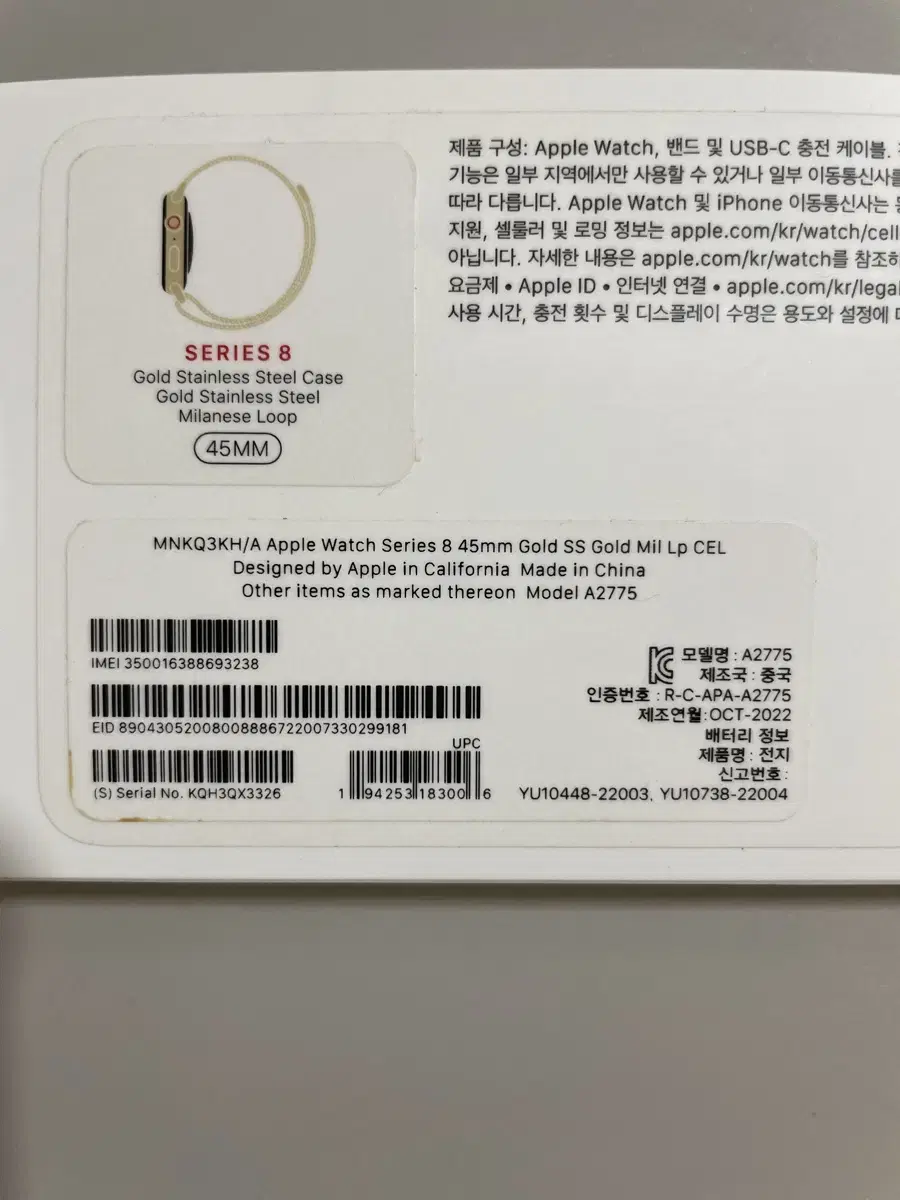 제품 구성: Apple Watch, 밴드 및 USB-C 충전 케이블.
기능은 일부 지역에서만 사용할 수 있거나 일부 이동통신사를
따라 다릅니다. Apple Watch 및 iPhone 이동통신사는
지원, 셀룰러 및 로밍 정보는 apple.com/kr/watch/cell
아닙니다. 자세한 내용은 apple.com/kr/watch를 참조하
요금제 • Apple ID • 인터넷 연결 • apple.com/kr/legal
사용 시간, 충전 횟수 및 디스플레이 수명은 용도와 설정에
SERIES 8
Gold Stainless Steel Case
Gold Stainless Steel
Milanese Loop
45MM
MNKQ3KH/A Apple Watch Series 8 45mm Gold SS Gold Mil Lp CEL
Designed by Apple in California Made in China
Other items as marked thereon Model A2775
IMEI 350016388693238
EID 89043052008008886722007330299181
(S) Serial No. KQH3QX3326
UPC
1 94253 18300 6
모델명 : A2775
제조국 : 중국
인증번호 : R-C-APA-A2775
제조연월:OCT-2022
배터리 정보
제품명 : 전지
신고번호 :
YU10448-22003, YU10738-22004